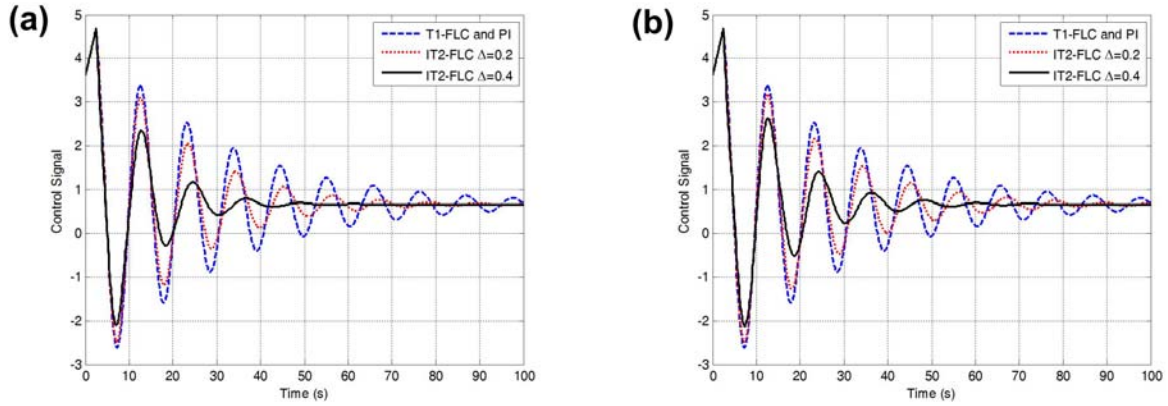 (a)
5
4
3
2
1
0
-1
-2
-3
Control Signal
T1-FLC and PI
IT2-FLC Δ=0.2
IT2-FLC Δ=0.4
0 10 20 30 40 50 60 70 80 90 100
Time (s)
(b)
5
4
3
2
1
0
-1
-2
-3
Control Signal
T1-FLC and PI
IT2-FLC Δ=0.2
IT2-FLC Δ=0.4
0 10 20 30 40 50 60 70 80 90 100
Time (s)